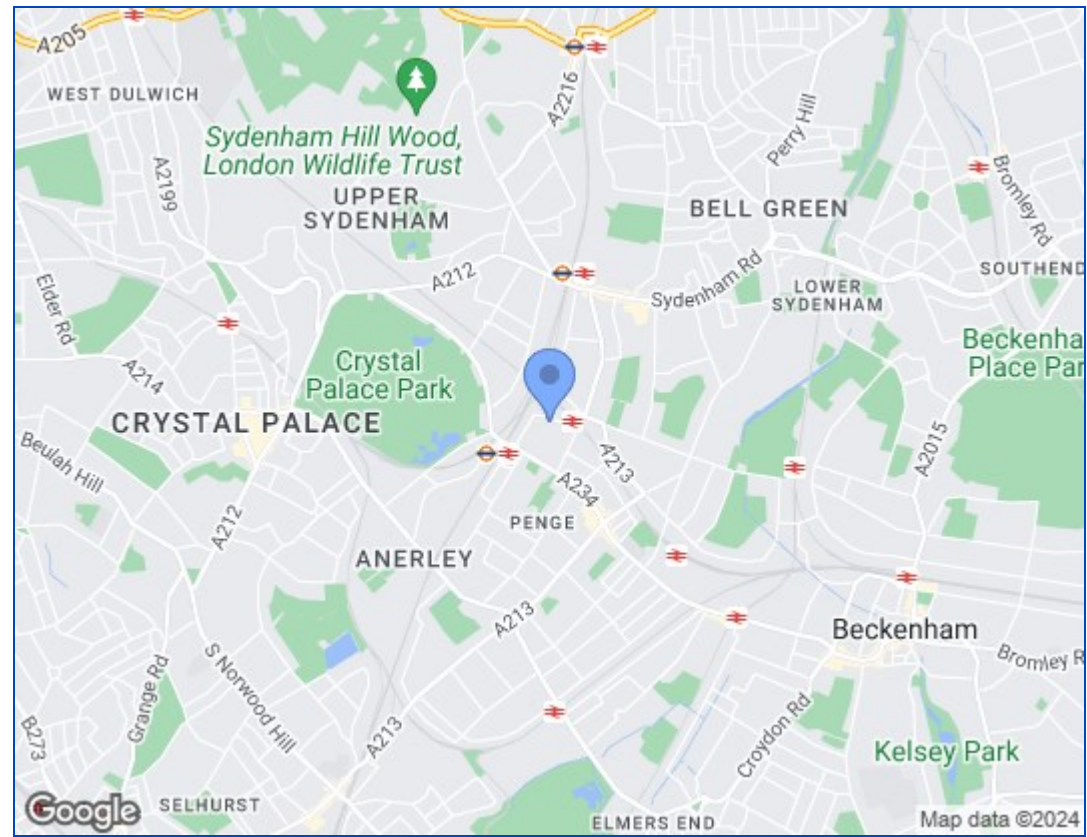 A205
WEST DULWICH
A2216
Perry Hill
Sydenham Hill Wood,
London Wildlife Trust
A2199
UPPER
SYDENHAM
BELL GREEN
Bromley Rd
A212
Sydenham Rd
SOUTHEND
LOWER
SYDENHAM
Elder Rd
A214
Crystal
Palace Park
Beckenha
Place Par
CRYSTAL PALACE
Beulah Hill
A212
A213
A234
A2015
PENGE
ANERLEY
A213
Beckenham
Bromley R
S Norwood Hill
Grange Rd
B273
A213
Croydon Rd
Kelsey Park
Google
SELHURST
ELMERS END
Map data ©2024